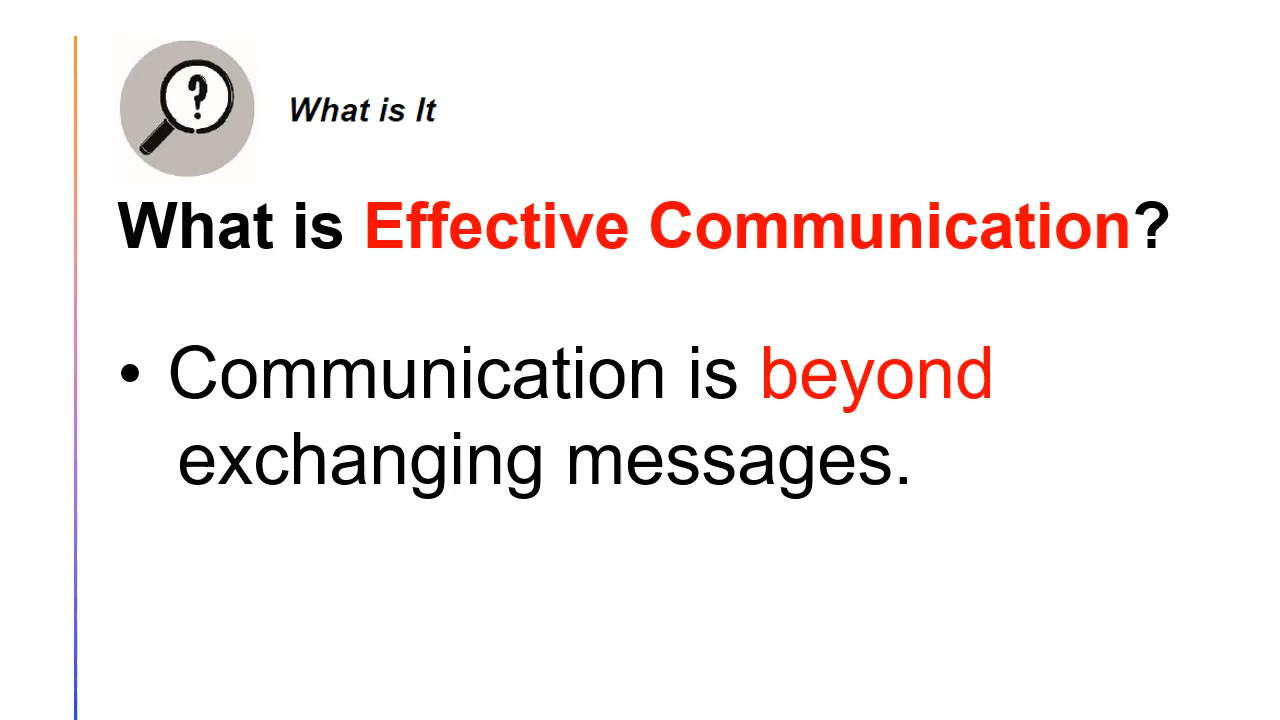 ?
What is It
What is Effective Communication?
• Communication is beyond
exchanging messages.